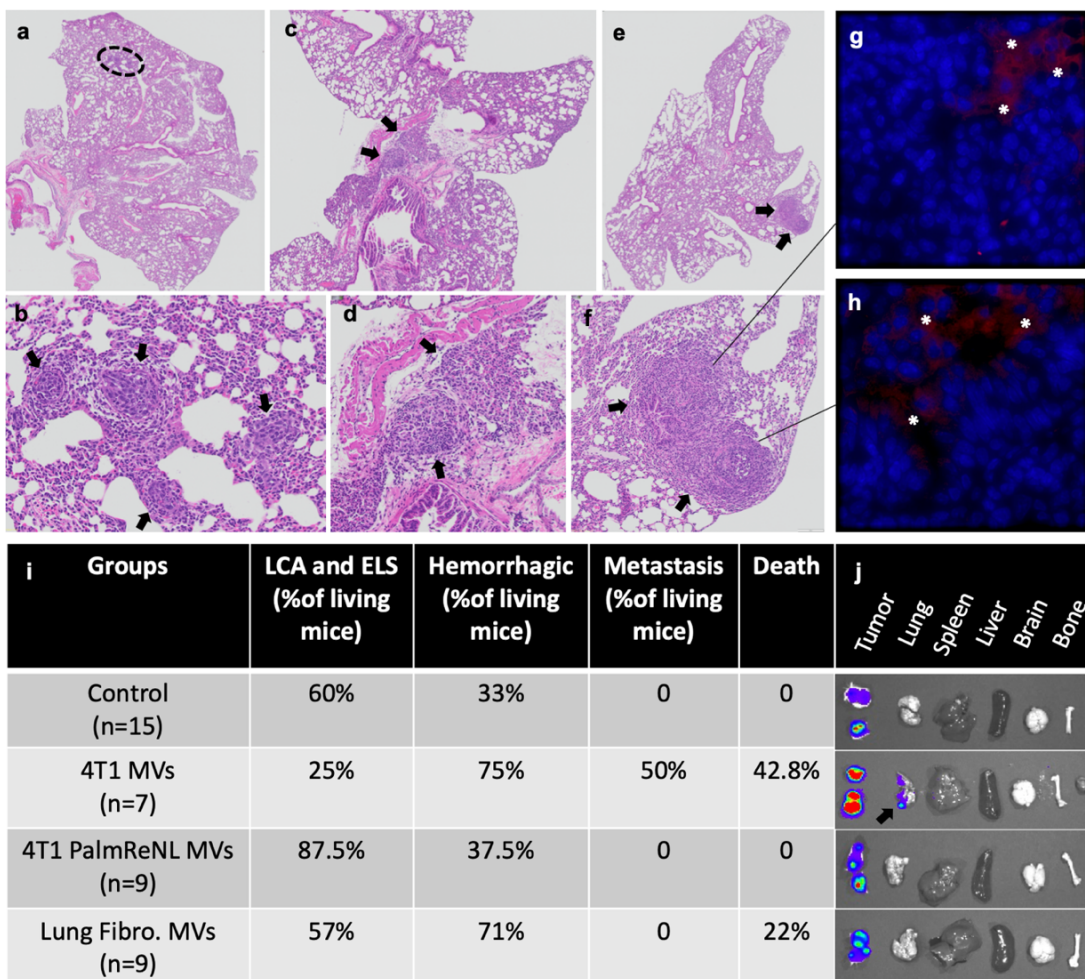 a
c
e
g
b
d
f
h
*
*
*
*
*
*
i
Groups
LCA and ELS
(%of living
mice)
Hemorrhagic
(%of living
mice)
Metastasis
(%of living
mice)
Death
j
Tumor
Lung
Spleen
Liver
Brain
Bone
Control
(n=15)
60%
33%
0
0
4T1 MVs
(n=7)
25%
75%
50%
42.8%
4T1 PalmReNL MVs
(n=9)
87.5%
37.5%
0
0
Lung Fibro. MVs
(n=9)
57%
71%
0
22%